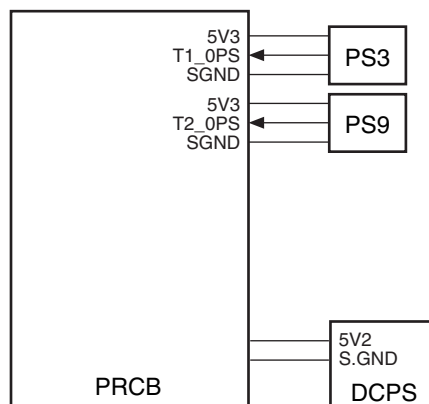 5V3
T1_0PS
SGND
PS3
5V3
T2_0PS
SGND
PS9
5V2
S.GND
PRCB
DCPS